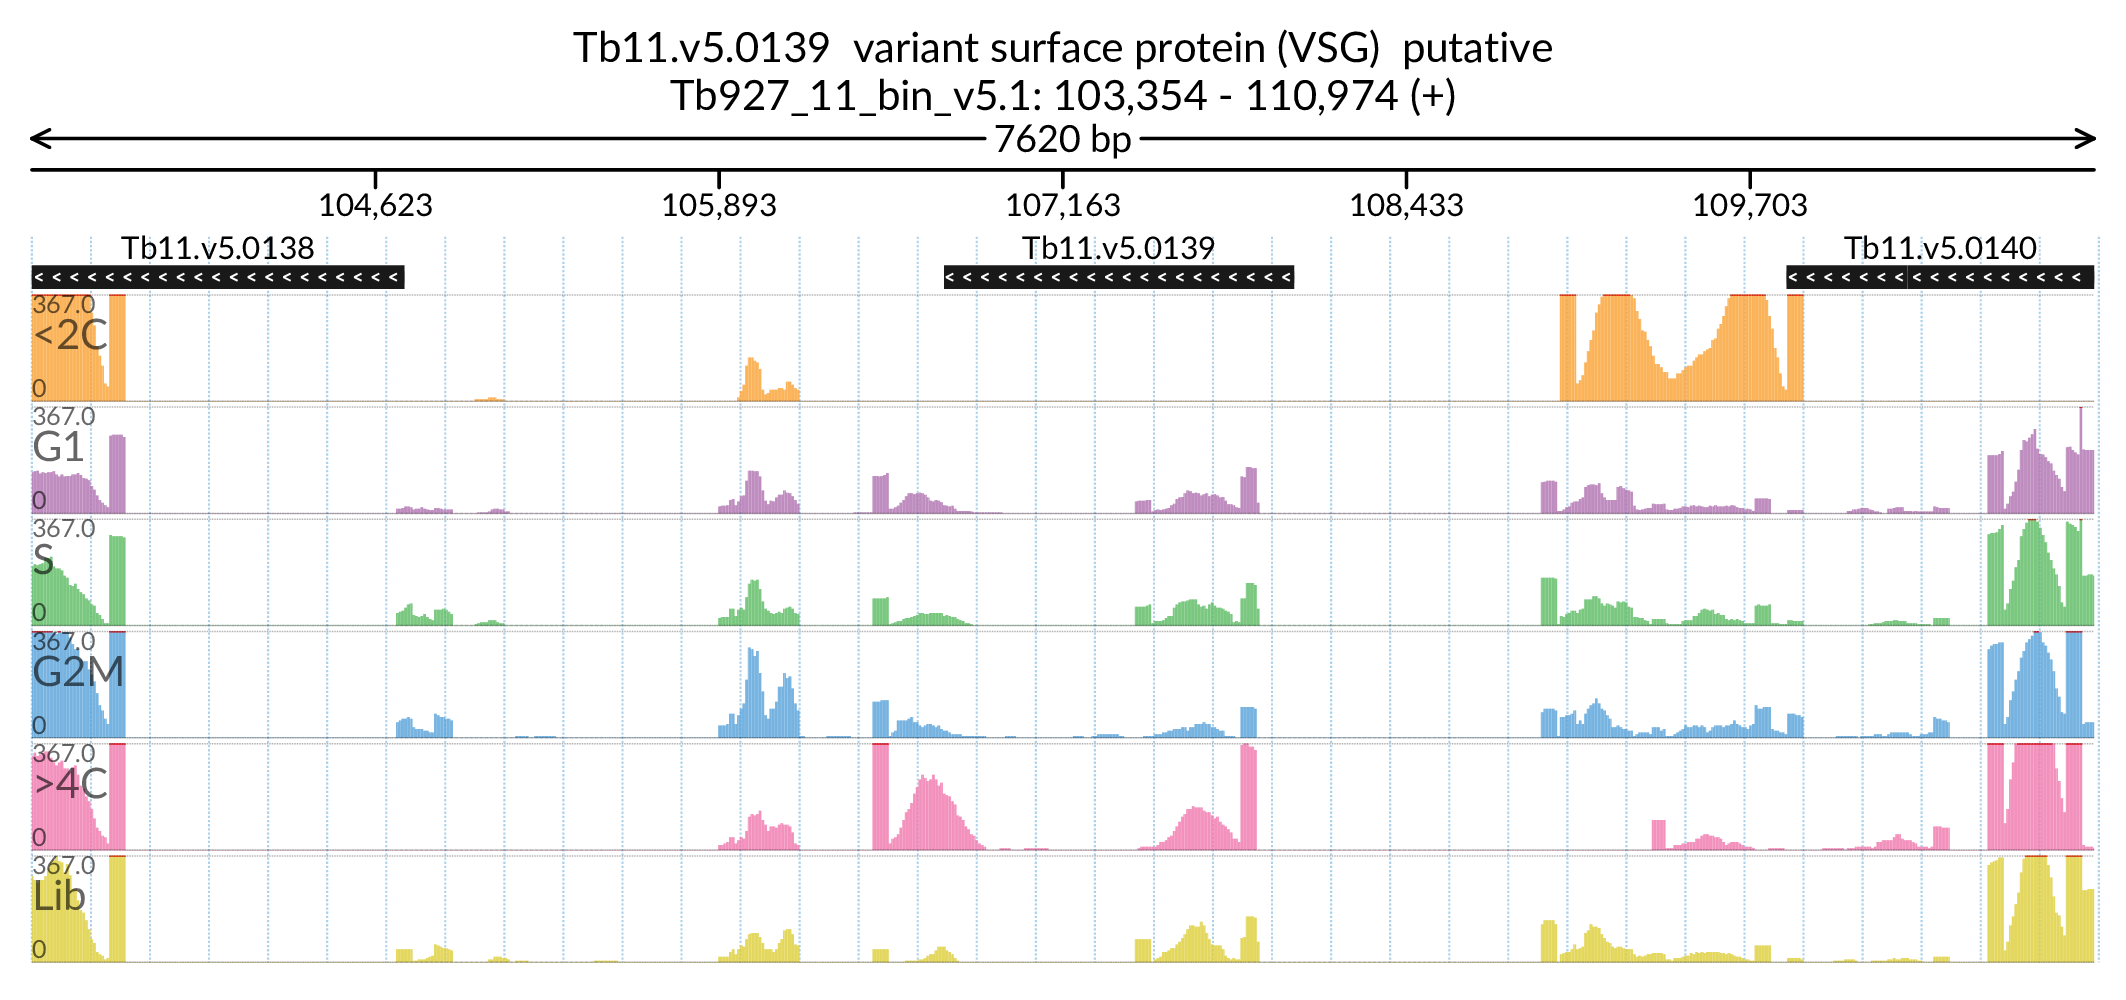 Tb11.v5.0139  variant surface protein (VSG)  putative
Tb927_11_bin_v5.1: 103,354 - 110,974 (+)
7620 bp
104,623 105,893 107,163 108,433 109,703
Tb11.v5.0138 Tb11.v5.0139 Tb11.v5.0140
367.0
<2C
0
367.0
G1
0
367.0
S
0
367.0
G2M
0
367.0
>4C
0
367.0
Lib
0